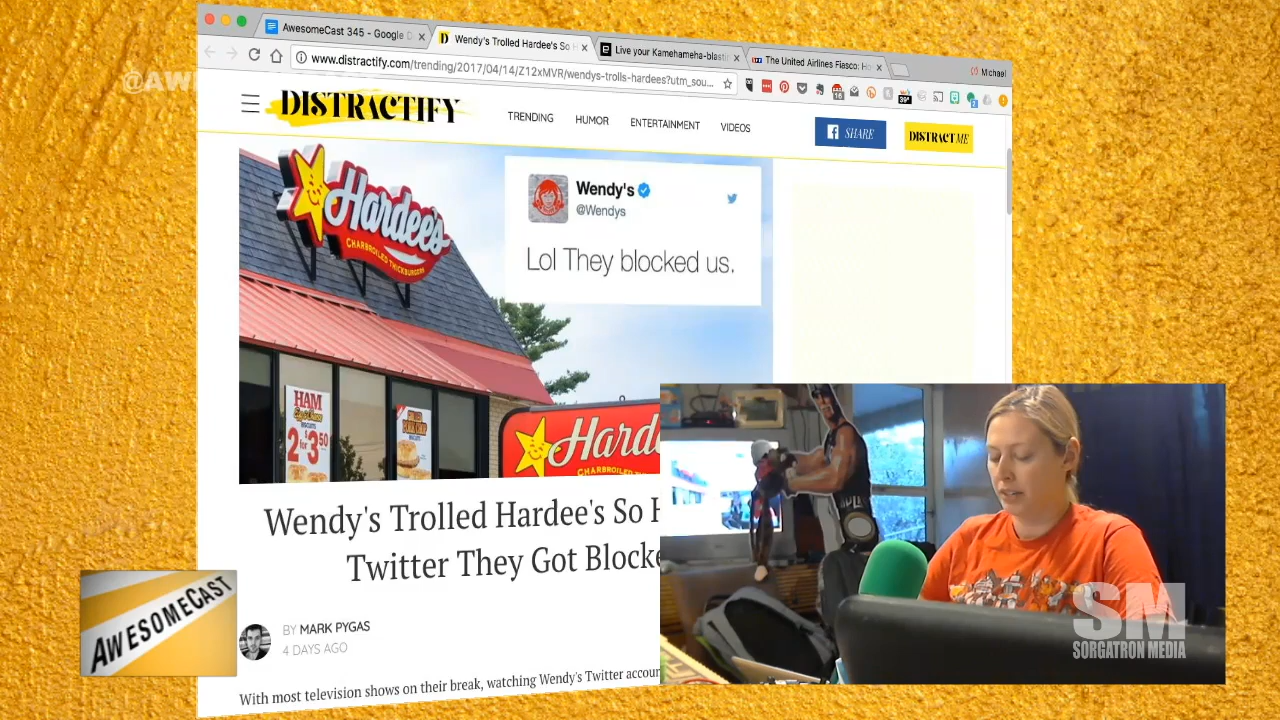 AwesomeCast 345 - Google D
Wendy's Trolled Hardee's So H
Live your Kamehameha-blasti
The United Airlines Fiasco: Ho
Michael
www.distractify.com/trending/2017/04/14/Z12xMVR/wendys-trolls-hardees?utm_sou...
@AW
DISTRACTIFY
TRENDING
HUMOR
ENTERTAINMENT
VIDEOS
SHARE
DISTRACT ME
Hardee's
CHARBROILED THICKBURGERS
Wendy's
@Wendys
Lol They blocked us.
HAM
BISCUITS
2 for $3.50
Harde
CHARBROILED
Wendy's Trolled Hardee's So H
Twitter They Got Blocke
BY MARK PYGAS
4 DAYS AGO
With most television shows on their break, watching Wendy's Twitter accoun
AWESOMECAST
SM
SORGATRON MEDIA